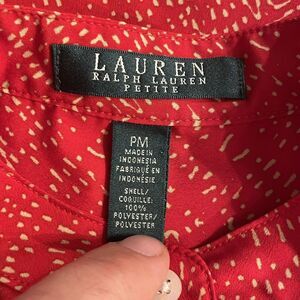 LAUREN
RALPH LAUREN
PETITE
PM
MADE IN
INDONESIA
FABRIQUÉ EN
INDONÉSIE
SHELL/
COQUILLE:
100%
POLYESTER/
POLYESTER